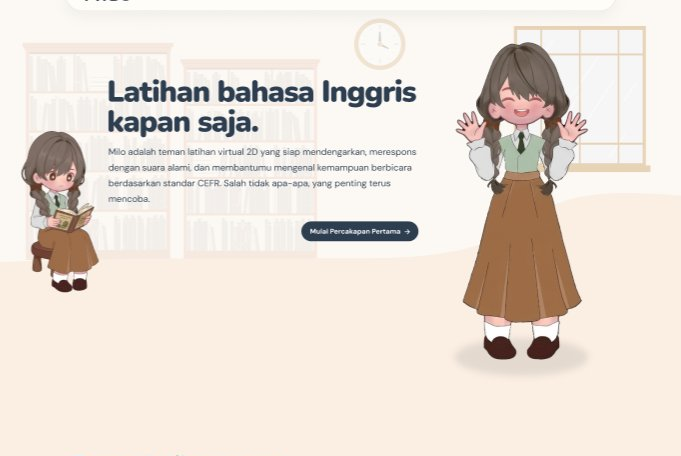 Latihan bahasa Inggris
kapan saja.
Milo adalah teman latihan virtual 2D yang siap mendengarkan, merespons
dengan suara alami, dan membantumu mengenal kemampuan berbicara
berdasarkan standar CEFR. Salah tidak apa-apa, yang penting terus
mencoba.
Mulai Percakapan Pertama →